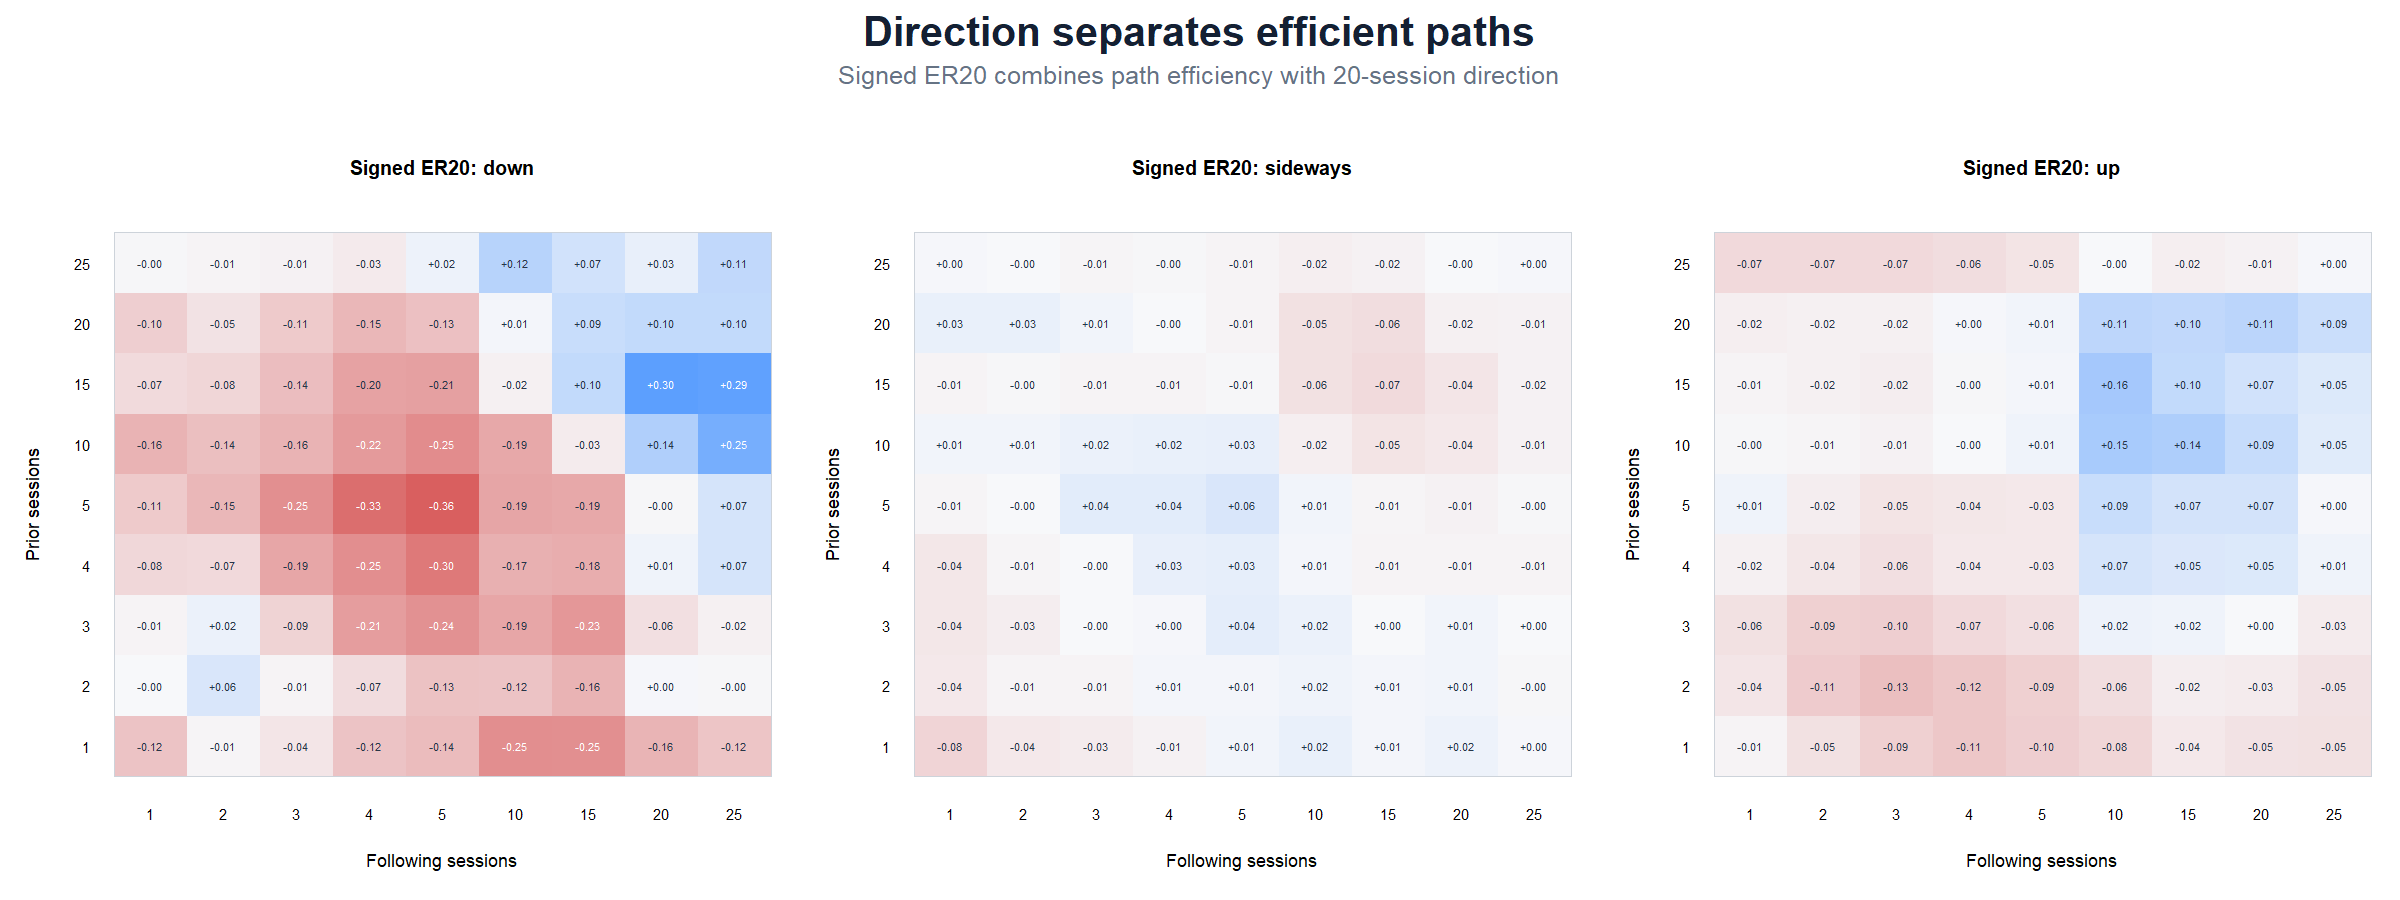 Direction separates efficient paths
Signed ER20 combines path efficiency with 20-session direction
Signed ER20: down
Prior sessions
25 -0.00 -0.01 -0.01 -0.03 +0.02 +0.12 +0.07 +0.03 +0.11
20 -0.10 -0.05 -0.11 -0.15 -0.13 +0.01 +0.09 +0.10 +0.10
15 -0.07 -0.08 -0.14 -0.20 -0.21 -0.02 +0.10 +0.30 +0.29
10 -0.16 -0.14 -0.16 -0.22 -0.25 -0.19 -0.03 +0.14 +0.25
5 -0.11 -0.15 -0.25 -0.33 -0.36 -0.19 -0.19 -0.00 +0.07
4 -0.08 -0.07 -0.19 -0.25 -0.30 -0.17 -0.18 +0.01 +0.07
3 -0.01 +0.02 -0.09 -0.21 -0.24 -0.19 -0.23 -0.06 -0.02
2 -0.00 +0.06 -0.01 -0.07 -0.13 -0.12 -0.16 +0.00 -0.00
1 -0.12 -0.01 -0.04 -0.12 -0.14 -0.25 -0.25 -0.16 -0.12
1 2 3 4 5 10 15 20 25
Following sessions
Signed ER20: sideways
Prior sessions
25 +0.00 -0.00 -0.01 -0.00 -0.01 -0.02 -0.02 -0.00 +0.00
20 +0.03 +0.03 +0.01 -0.00 -0.01 -0.05 -0.06 -0.02 -0.01
15 -0.01 -0.00 -0.01 -0.01 -0.01 -0.06 -0.07 -0.04 -0.02
10 +0.01 +0.01 +0.02 +0.02 +0.03 -0.02 -0.05 -0.04 -0.01
5 -0.01 -0.00 +0.04 +0.04 +0.06 +0.01 -0.01 -0.01 -0.00
4 -0.04 -0.01 -0.00 +0.03 +0.03 +0.01 -0.01 -0.01 -0.01
3 -0.04 -0.03 -0.00 +0.00 +0.04 +0.02 +0.00 +0.01 +0.00
2 -0.04 -0.01 -0.01 +0.01 +0.01 +0.02 +0.01 +0.01 -0.00
1 -0.08 -0.04 -0.03 -0.01 +0.01 +0.02 +0.01 +0.02 +0.00
1 2 3 4 5 10 15 20 25
Following sessions
Signed ER20: up
Prior sessions
25 -0.07 -0.07 -0.07 -0.06 -0.05 -0.00 -0.02 -0.01 +0.00
20 -0.02 -0.02 -0.02 +0.00 +0.01 +0.11 +0.10 +0.11 +0.09
15 -0.01 -0.02 -0.02 -0.00 +0.01 +0.16 +0.10 +0.07 +0.05
10 -0.00 -0.01 -0.01 -0.00 +0.01 +0.15 +0.14 +0.09 +0.05
5 +0.01 -0.02 -0.05 -0.04 -0.03 +0.09 +0.07 +0.07 +0.00
4 -0.02 -0.04 -0.06 -0.04 -0.03 +0.07 +0.05 +0.05 +0.01
3 -0.06 -0.09 -0.10 -0.07 -0.06 +0.02 +0.02 +0.00 -0.03
2 -0.04 -0.11 -0.13 -0.12 -0.09 -0.06 -0.02 -0.03 -0.05
1 -0.01 -0.05 -0.09 -0.11 -0.10 -0.08 -0.04 -0.05 -0.05
1 2 3 4 5 10 15 20 25
Following sessions